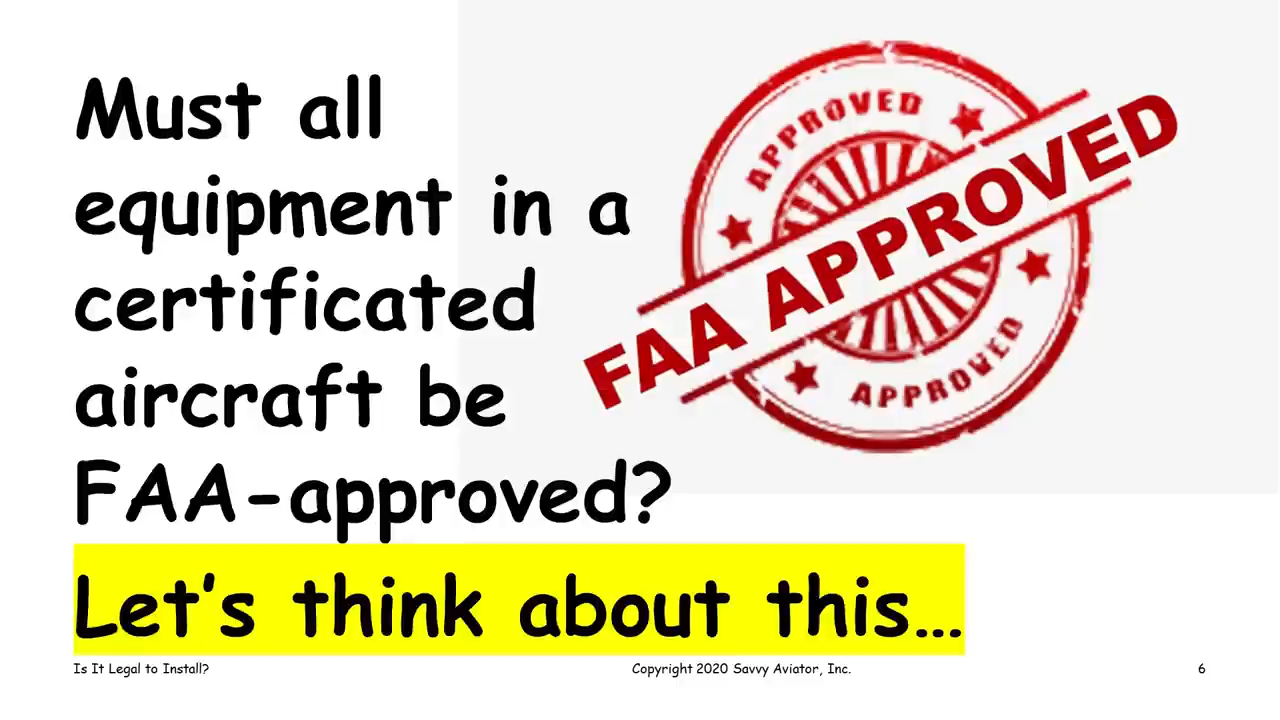 Must all
equipment in a
certificated
aircraft be
FAA-approved?
Let's think about this…
APPROVED
FAA APPROVED
APPROVED
Is It Legal to Install?
Copyright 2020 Savvy Aviator, Inc.
6